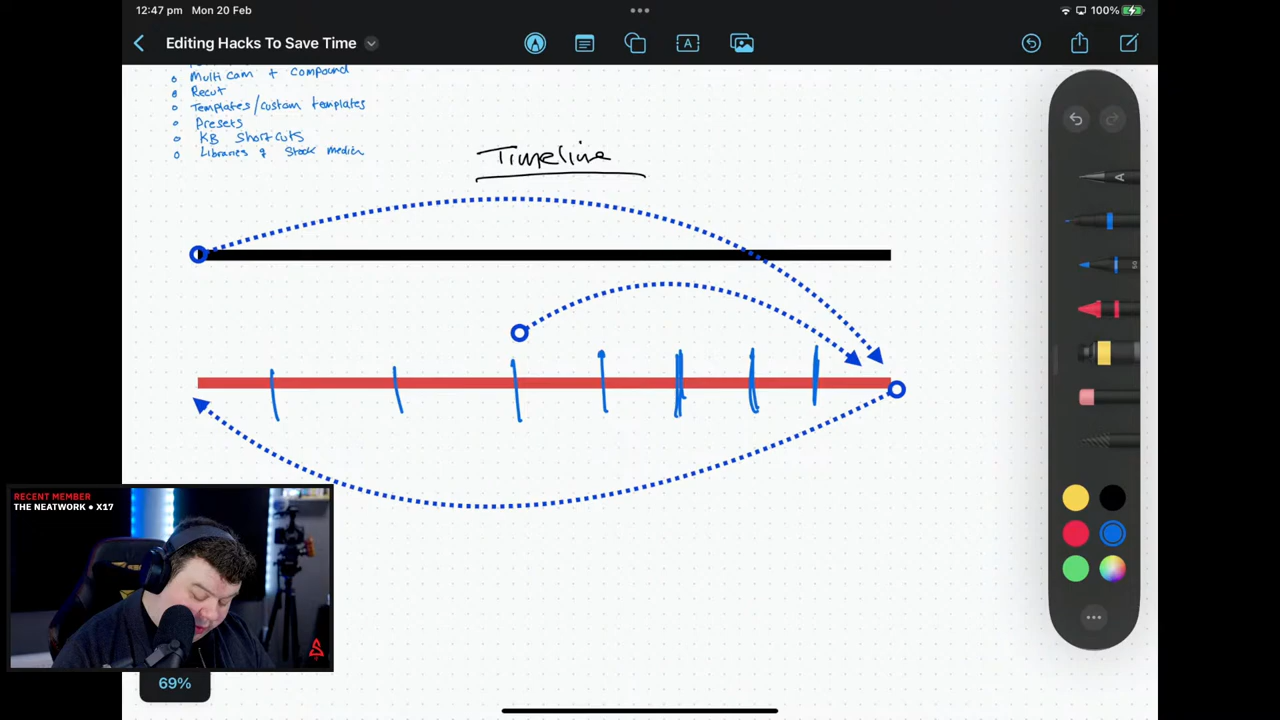 12:47 pm Mon 20 Feb
100%
Editing Hacks To Save Time
A
Multi cam + compound
Recut
Templates/custom templates
Presets
KB Shortcuts
Libraries & Stock media
Timeline
A
50
RECENT MEMBER
THE NEATWORK ● X17
69%